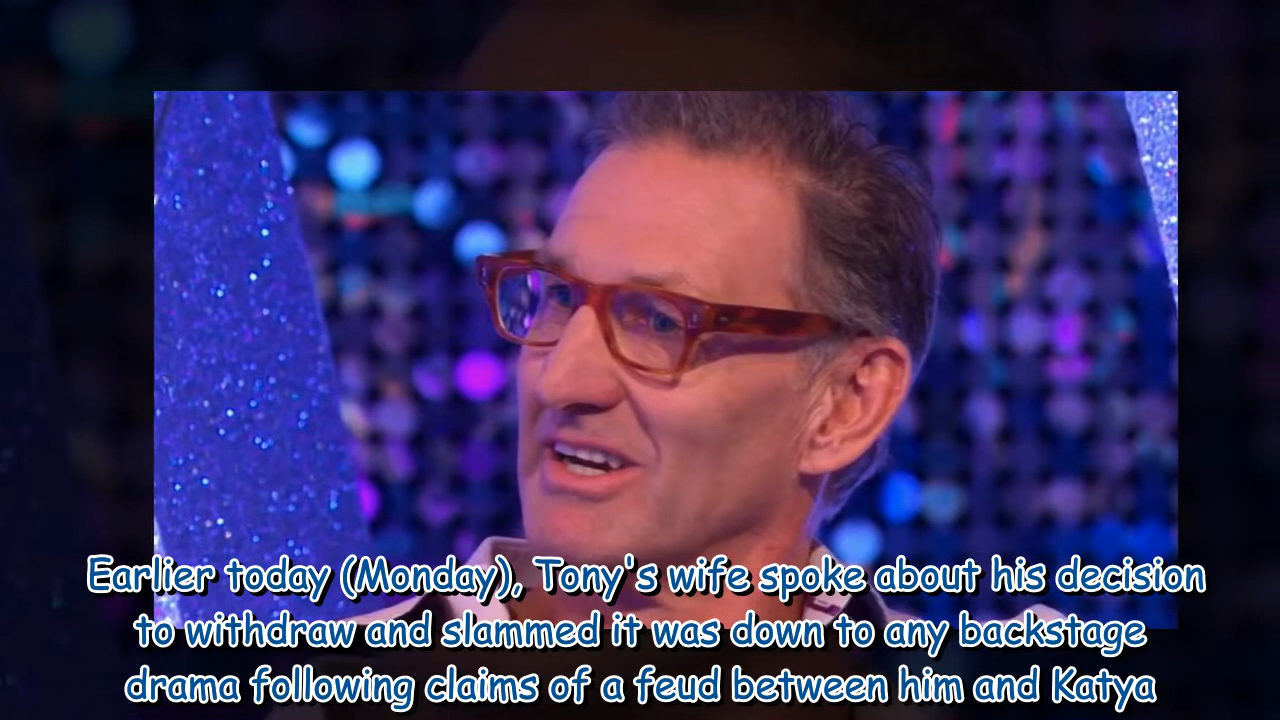 Earlier today (Monday), Tony's wife spoke about his decision
to withdraw and slammed it was down to any backstage
drama following claims of a feud between him and Katya